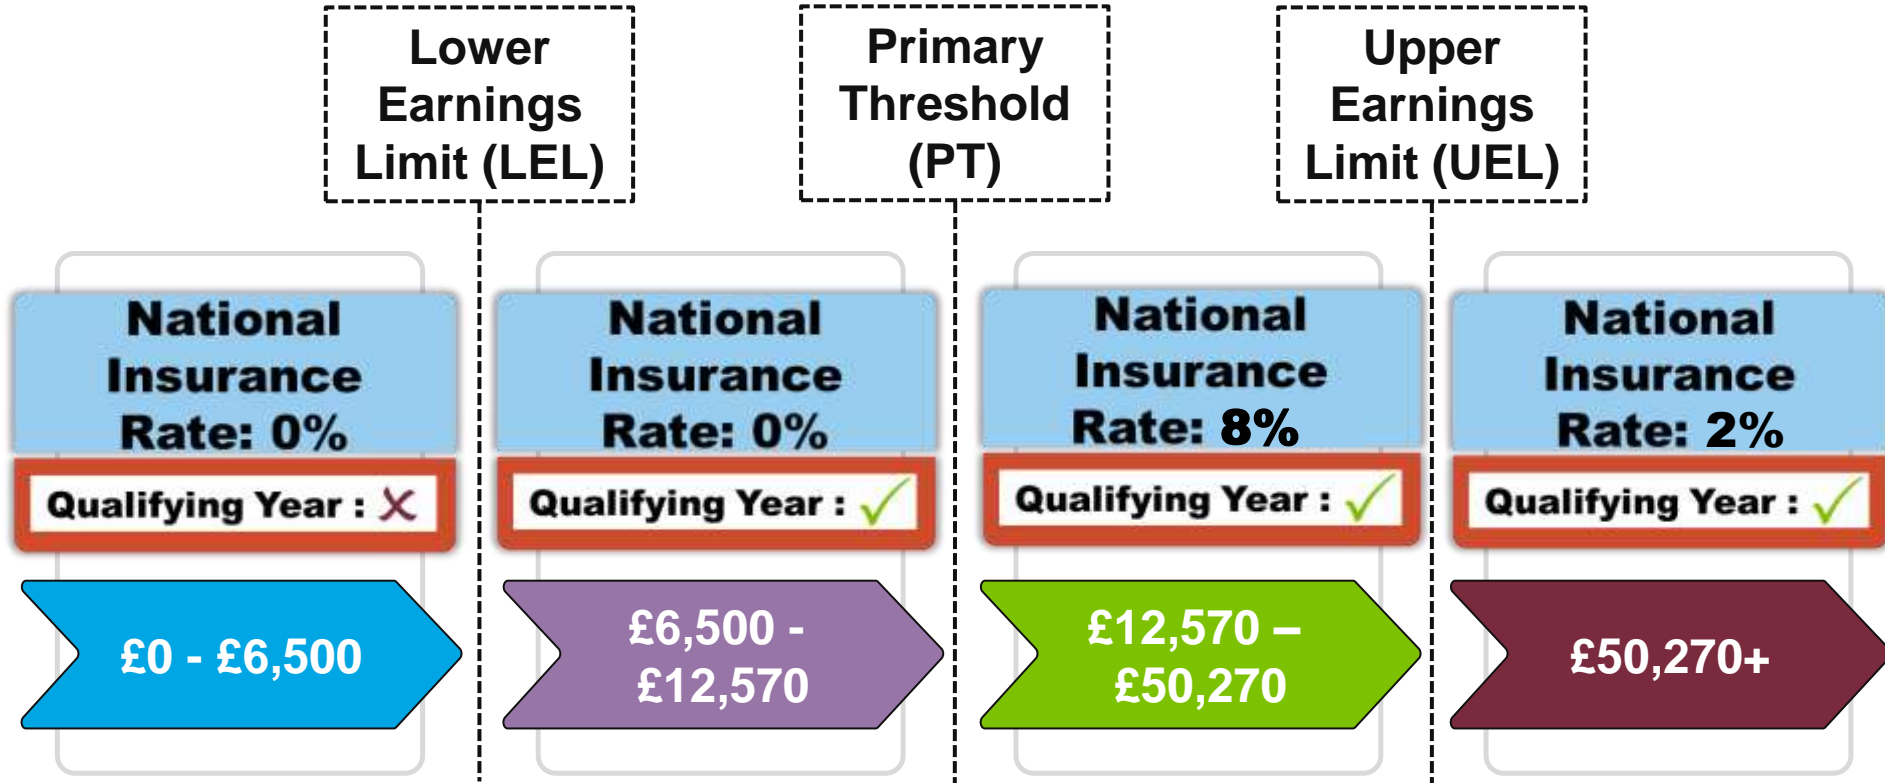 Lower
Earnings
Limit (LEL)
Primary
Threshold
(PT)
Upper
Earnings
Limit (UEL)
National
Insurance
Rate: 0%
Qualifying Year : ✗
£0 - £6,500
National
Insurance
Rate: 0%
Qualifying Year : ✓
£6,500 -
£12,570
National
Insurance
Rate: 8%
Qualifying Year : ✓
£12,570 –
£50,270
National
Insurance
Rate: 2%
Qualifying Year : ✓
£50,270+